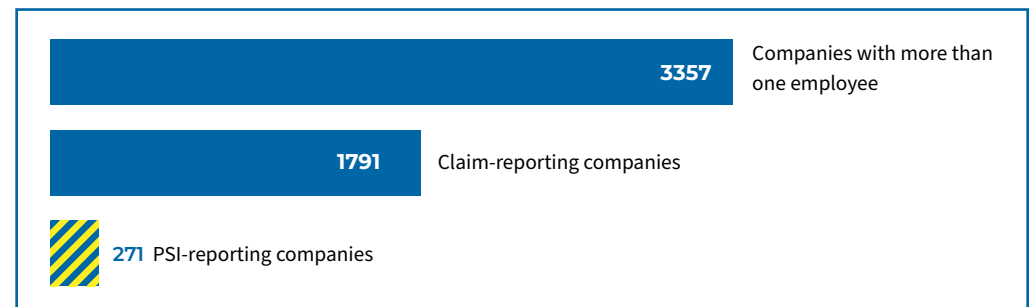 3357
Companies with more than
one employee
1791
Claim-reporting companies
271 PSI-reporting companies